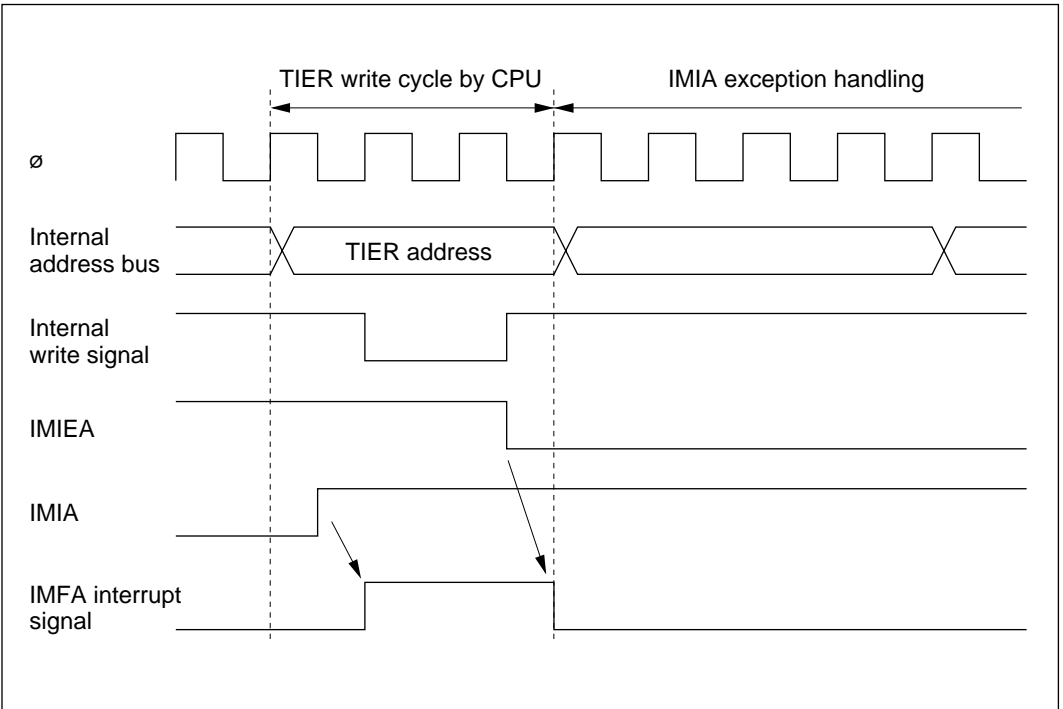 TIER write cycle by CPU
IMIA exception handling
ø
Internal
address bus
TIER address
Internal
write signal
IMIEA
IMIA
IMFA interrupt
signal